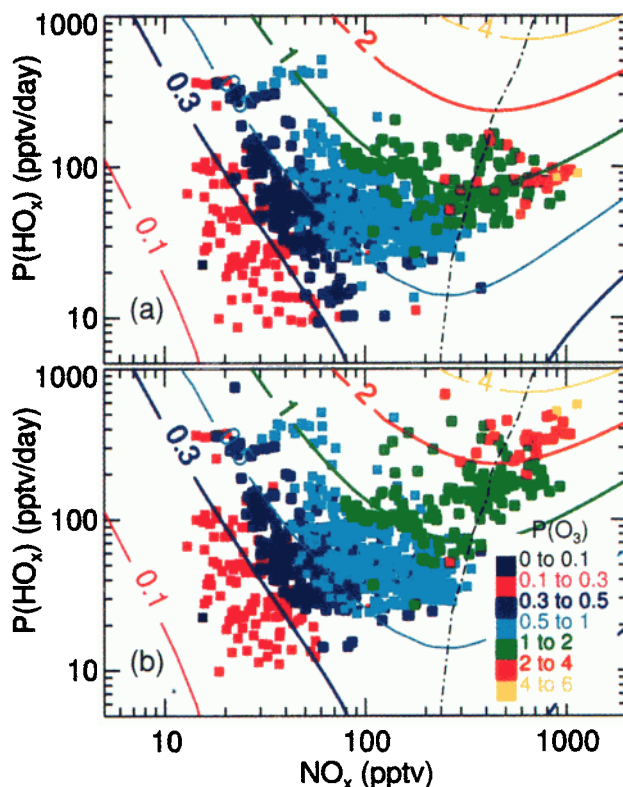 1000
100
10
P(HOx) (pptv/day)
0.1
0.3
1
2
4
(a)
1000
100
10
P(HOx) (pptv/day)
0.1
0.3
1
2
4
(b)
P(O3)
0 to 0.1
0.1 to 0.3
0.3 to 0.5
0.5 to 1
1 to 2
2 to 4
4 to 6
10
100
1000
NOx (pptv)